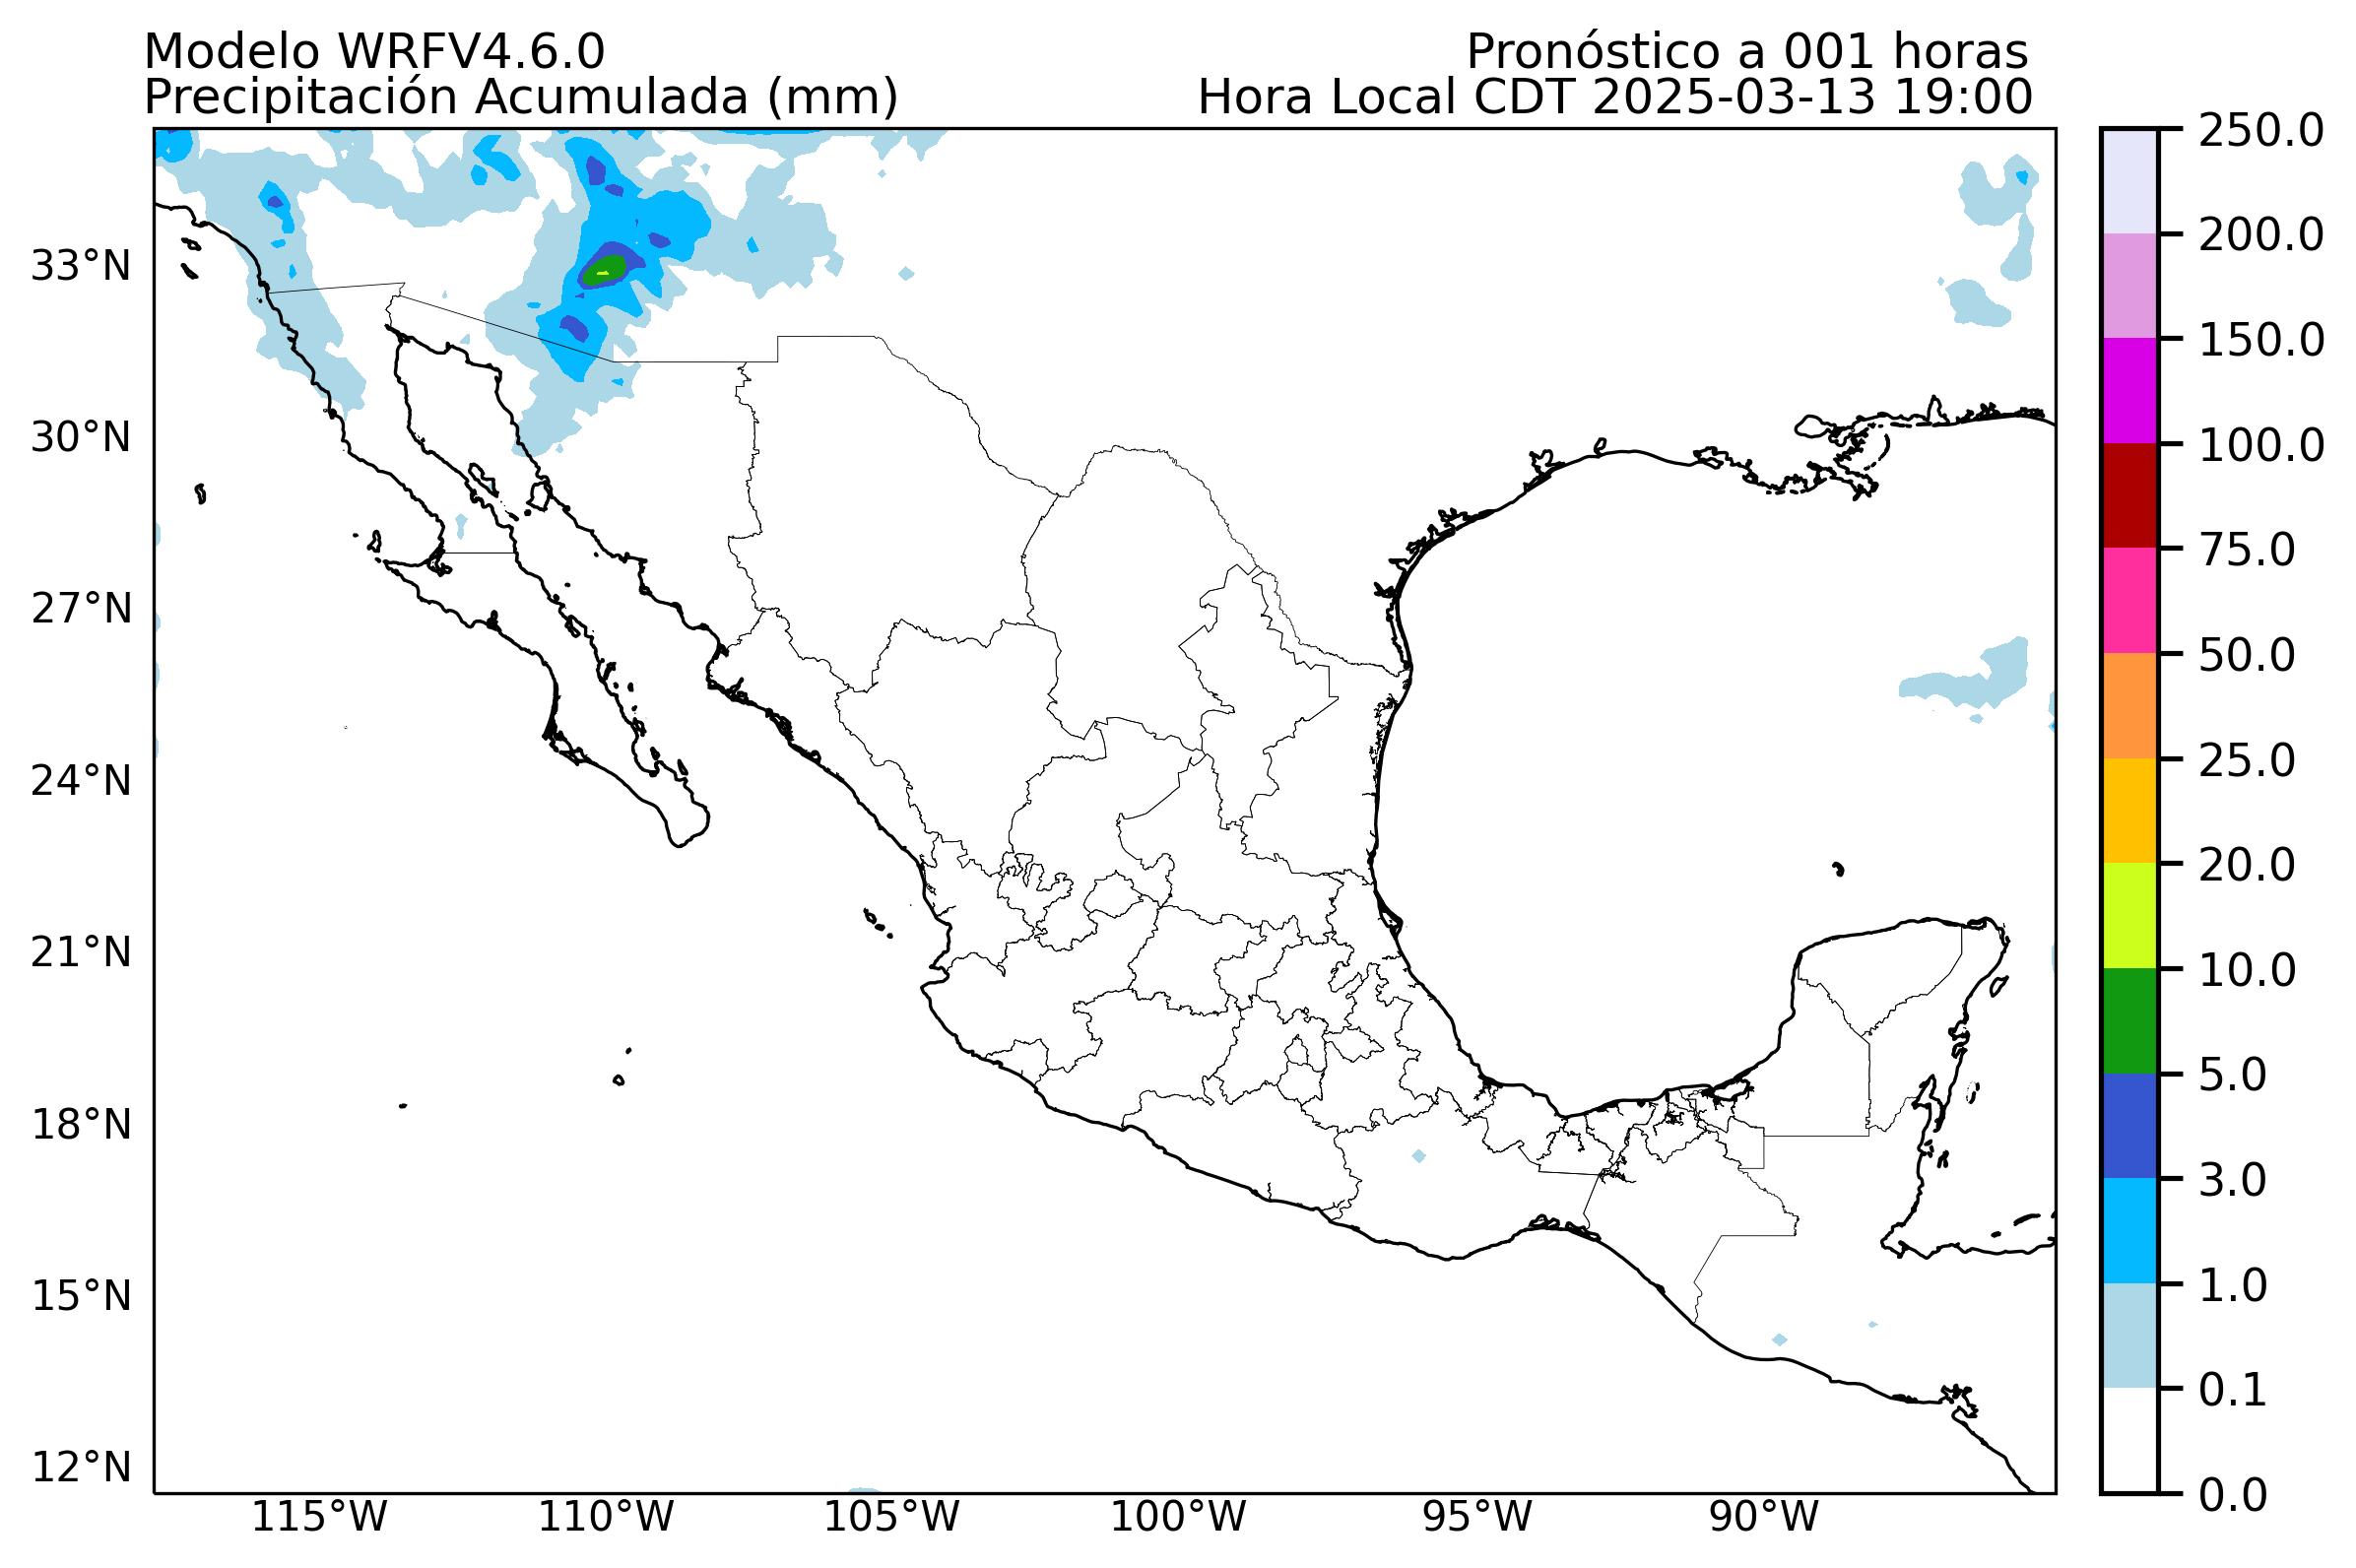 Modelo WRFV4.6.0
Pronóstico a 001 horas
Precipitación Acumulada (mm)
Hora Local CDT 2025-03-13 19:00
33°N
30°N
27°N
24°N
21°N
18°N
15°N
12°N
115°W
110°W
105°W
100°W
95°W
90°W
250.0
200.0
150.0
100.0
75.0
50.0
25.0
20.0
10.0
5.0
3.0
1.0
0.1
0.0